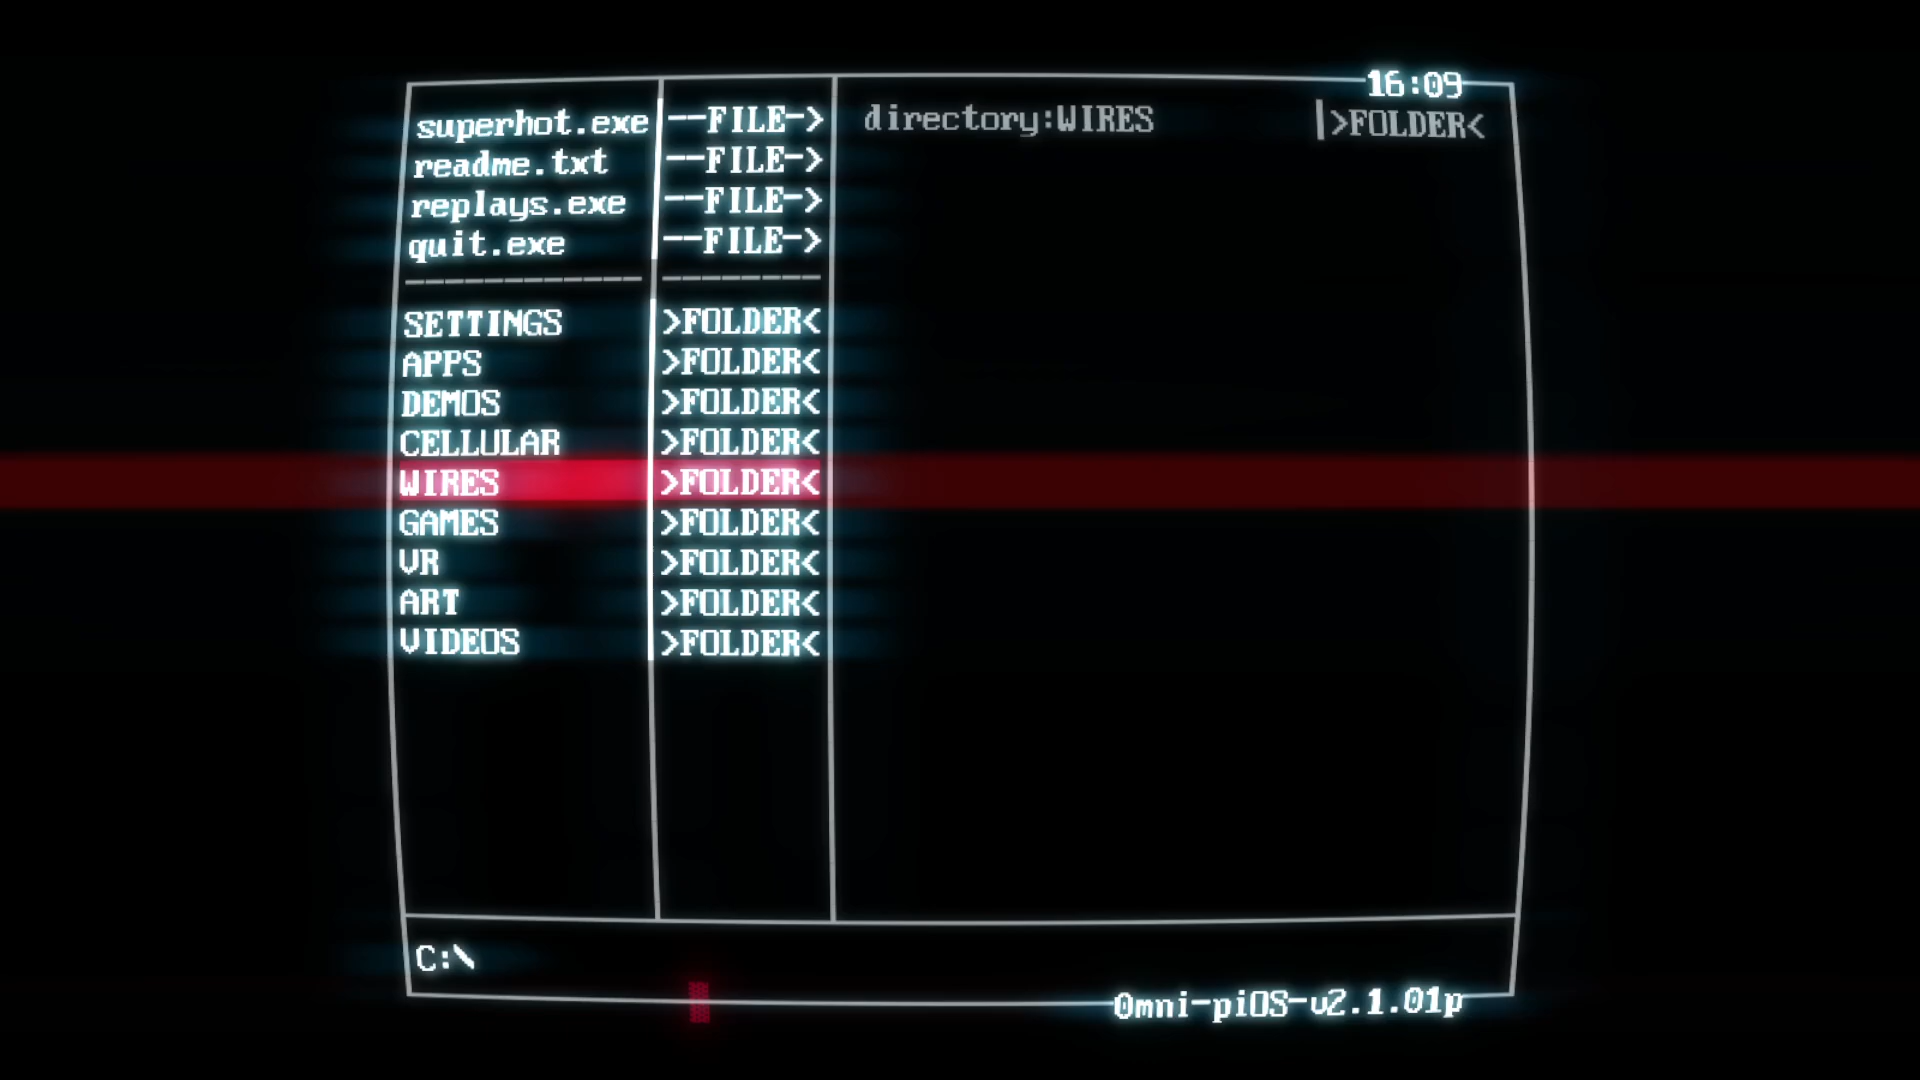 16:09
superhot.exe --FILE-> directory:WIRES |>FOLDER<
readme.txt --FILE->
replays.exe --FILE->
quit.exe --FILE->
------------ --------
SETTINGS >FOLDER<
APPS >FOLDER<
DEMOS >FOLDER<
CELLULAR >FOLDER<
WIRES >FOLDER<
GAMES >FOLDER<
VR >FOLDER<
ART >FOLDER<
VIDEOS >FOLDER<
C:\
0mni-piOS-v2.1.01p